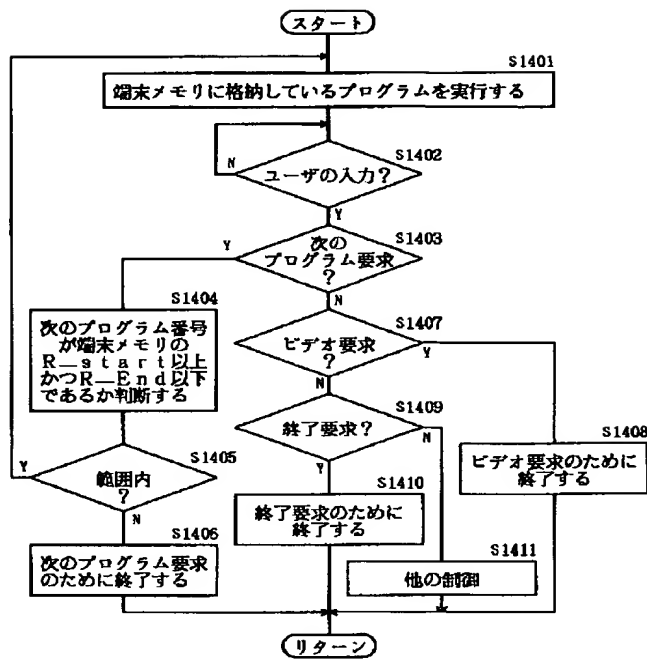 スタート
S1401
端末メモリに格納しているプログラムを実行する
S1402
N
ユーザの入力?
Y
S1403
Y
次の
プログラム要求
?
N
S1404
次のプログラム番号
が端末メモリの
R_start以上
かつR_End以下
であるか判断する
S1407
ビデオ要求
?
Y
N
S1409
終了要求?
N
Y
S1405
Y
範囲内
?
N
S1408
ビデオ要求のために
終了する
S1410
終了要求のために
終了する
S1406
次のプログラム要求
のために終了する
S1411
他の制御
リターン